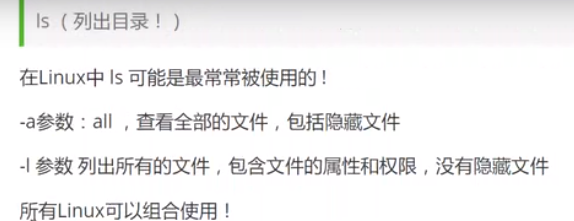 ls （列出目录！）
在Linux中 ls 可能是最常常被使用的！
-a参数：all ，查看全部的文件，包括隐藏文件
-l 参数 列出所有的文件，包含文件的属性和权限，没有隐藏文件
所有Linux可以组合使用！